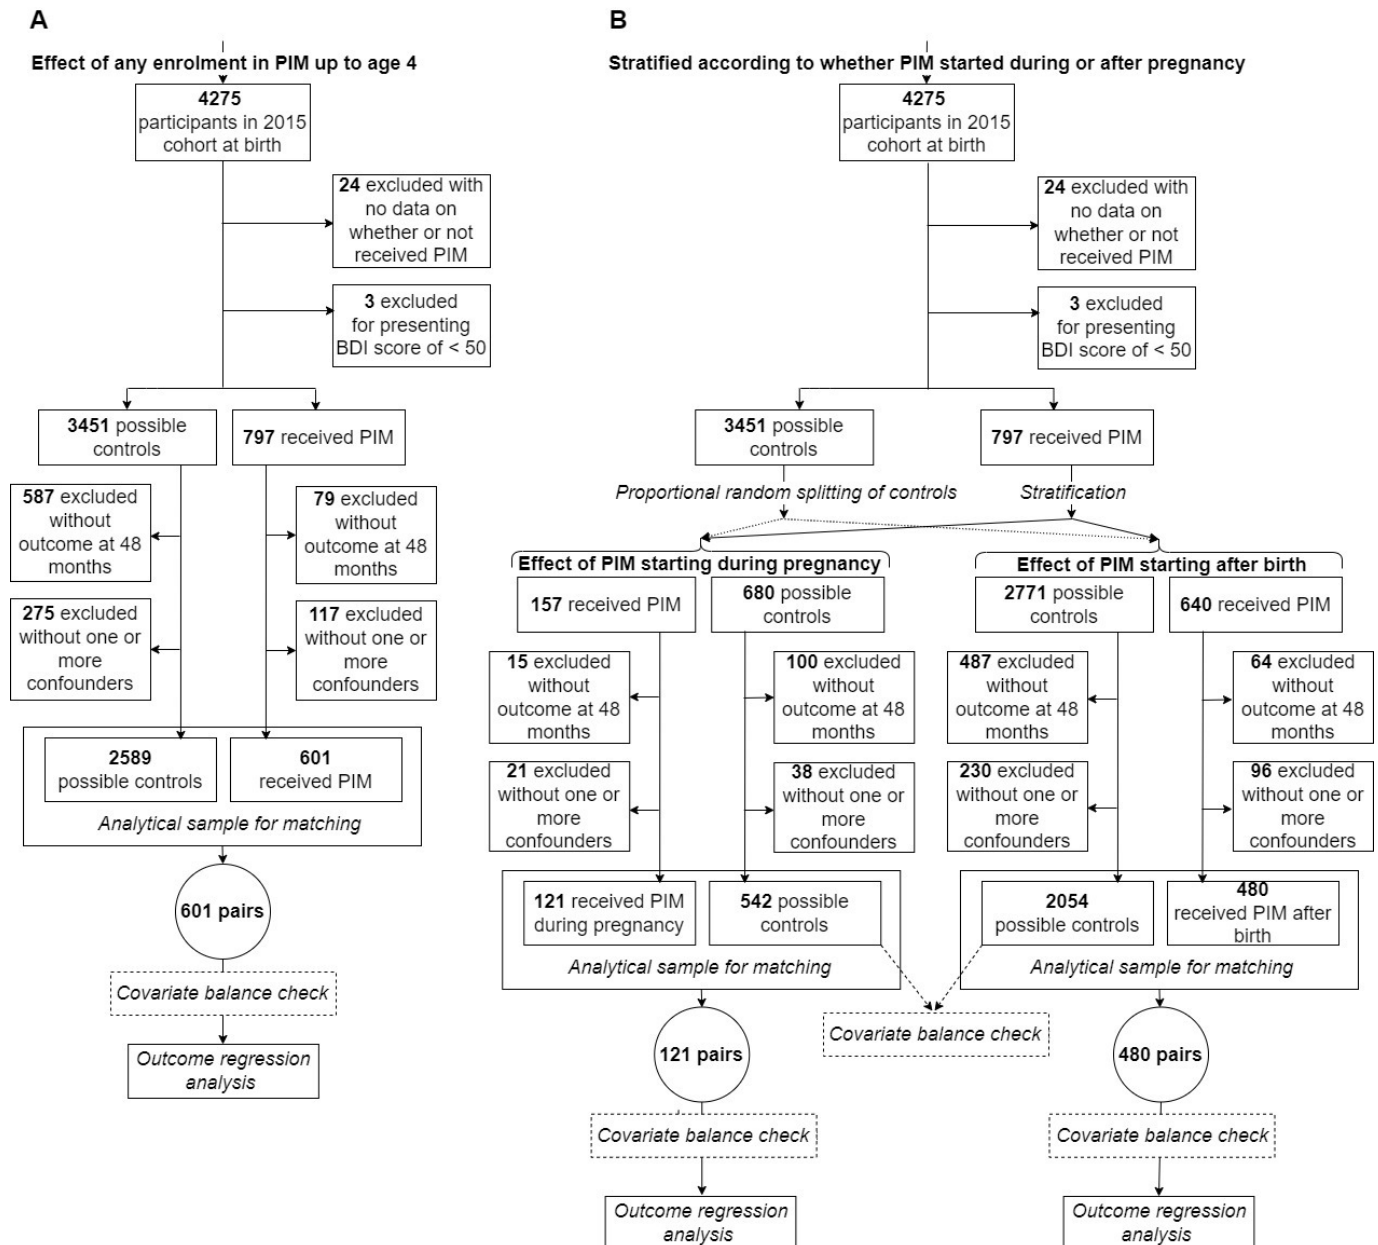 A
Effect of any enrolment in PIM up to age 4
4275
participants in 2015
cohort at birth
24 excluded with
no data on
whether or not
received PIM
3 excluded
for presenting
BDI score of < 50
3451 possible
controls
797 received PIM
587 excluded
without
outcome at 48
months
79 excluded
without
outcome at 48
months
275 excluded
without one or
more
confounders
117 excluded
without one or
more
confounders
2589
possible controls
601
received PIM
Analytical sample for matching
601 pairs
Covariate balance check
Outcome regression
analysis
B
Stratified according to whether PIM started during or after pregnancy
4275
participants in 2015
cohort at birth
24 excluded with
no data on
whether or not
received PIM
3 excluded
for presenting
BDI score of < 50
3451 possible
controls
797 received PIM
Proportional random splitting of controls
Stratification
Effect of PIM starting during pregnancy
157 received PIM
680 possible
controls
15 excluded
without
outcome at 48
months
100 excluded
without
outcome at 48
months
21 excluded
without one or
more
confounders
38 excluded
without one or
more
confounders
121 received PIM
during pregnancy
542 possible
controls
Analytical sample for matching
121 pairs
Covariate balance check
Outcome regression
analysis
Effect of PIM starting after birth
2771 possible
controls
640 received PIM
487 excluded
without
outcome at 48
months
64 excluded
without
outcome at 48
months
230 excluded
without one or
more
confounders
96 excluded
without one or
more
confounders
2054
possible controls
480
received PIM after
birth
Analytical sample for matching
Covariate balance check
480 pairs
Covariate balance check
Outcome regression
analysis